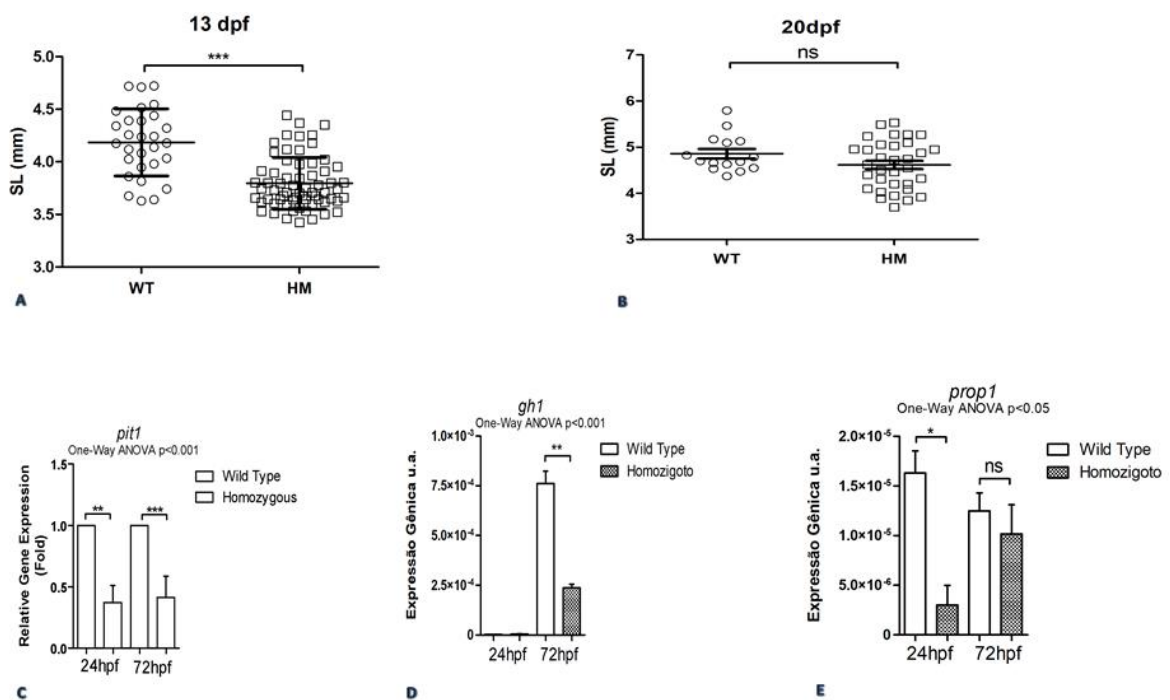 13 dpf
***
5.0
4.5
4.0
3.5
3.0
SL (mm)
WT HM
A
20dpf
ns
7
6
5
4
3
SL (mm)
WT HM
B
pit1
One-Way ANOVA p<0.001
1.5
1.0
0.5
0.0
Relative Gene Expression
(Fold)
** ***
Wild Type
Homozygous
24hpf 72hpf
C
gh1
One-Way ANOVA p<0.001
1.0×10-3
7.5×10-4
5.0×10-4
2.5×10-4
0
Expressão Gênica u.a.
**
Wild Type
Homozigoto
24hpf 72hpf
D
prop1
One-Way ANOVA p<0.05
2.0×10-5
1.5×10-5
1.0×10-5
5.0×10-6
0
Expressão Gênica u.a.
*
ns
Wild Type
Homozigoto
24hpf 72hpf
E